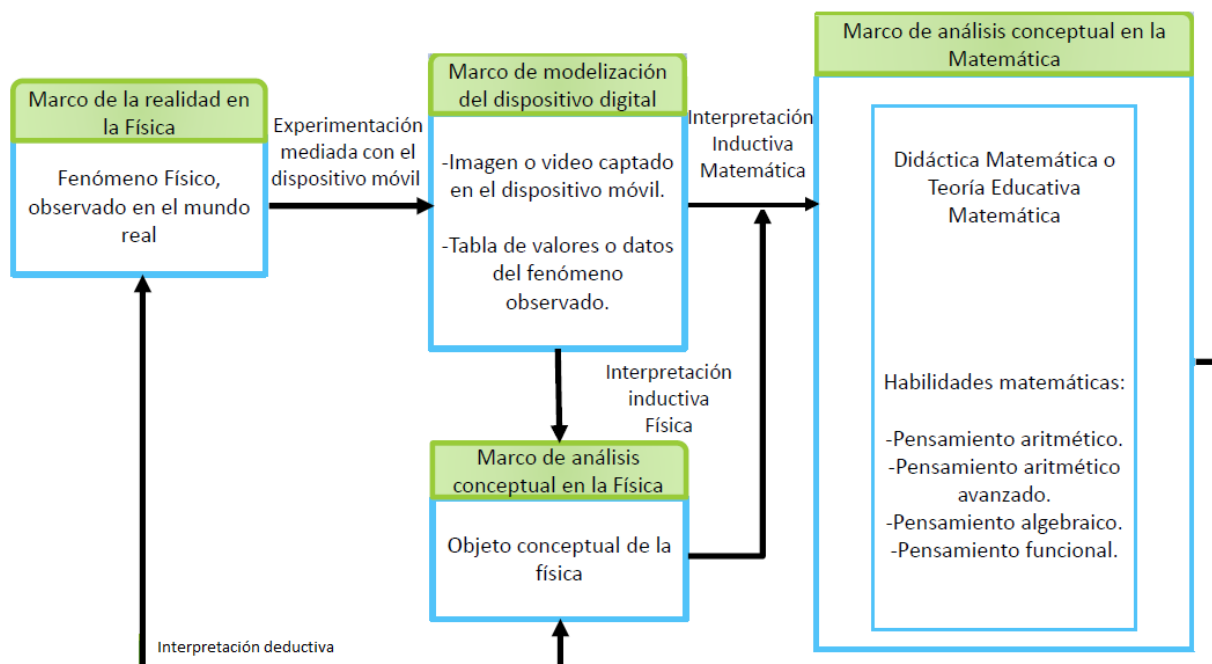 Marco de la realidad en
la Física
Fenómeno Físico,
observado en el mundo
real
Experimentación
mediada con el
dispositivo móvil
Marco de modelización
del dispositivo digital
-Imagen o video captado
en el dispositivo móvil.
-Tabla de valores o datos
del fenómeno
observado.
Interpretación
Inductiva
Matemática
Interpretación
inductiva
Física
Marco de análisis
conceptual en la Física
Objeto conceptual de la
física
Marco de análisis conceptual en la
Matemática
Didáctica Matemática o
Teoría Educativa
Matemática
Habilidades matemáticas:
-Pensamiento aritmético.
-Pensamiento aritmético
avanzado.
-Pensamiento algebraico.
-Pensamiento funcional.
Interpretación deductiva